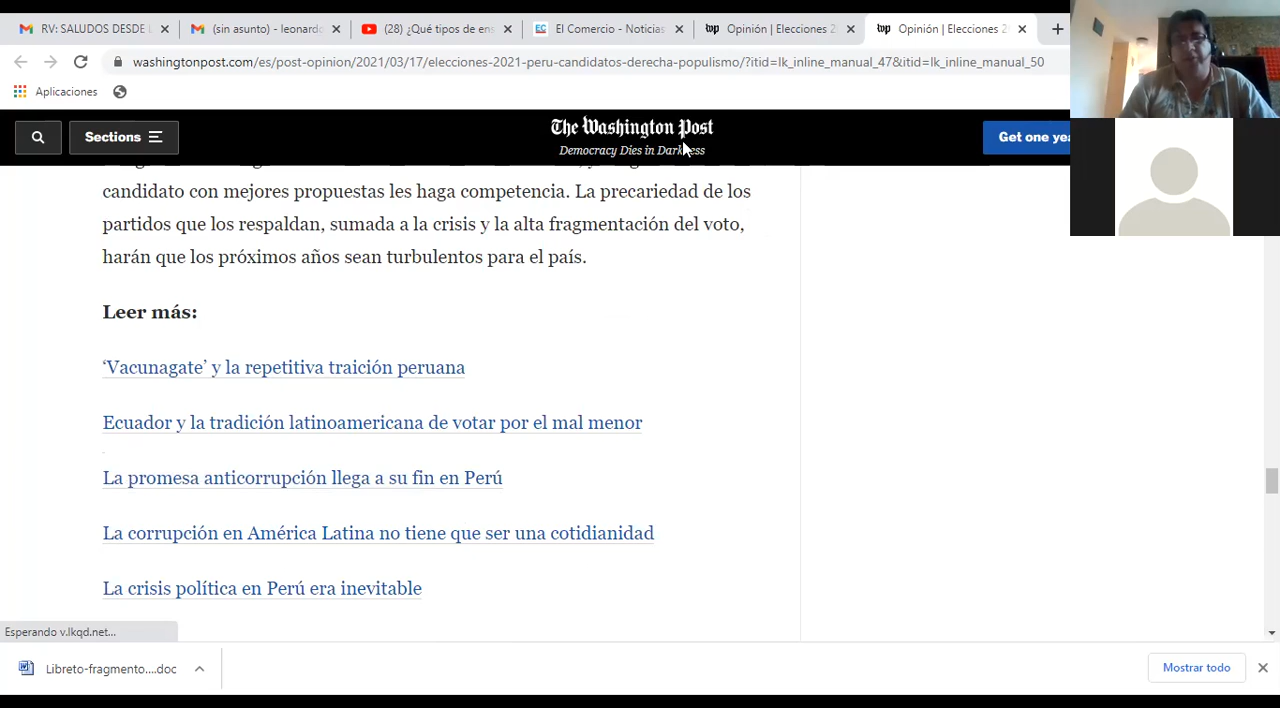 RV: SALUDOS DESDE L
(sin asunto) - leonardo
(28) ¿Qué tipos de ens
El Comercio - Noticias
wp Opinión | Elecciones 2
wp Opinión | Elecciones 2
washingtonpost.com/es/post-opinion/2021/03/17/elecciones-2021-peru-candidatos-derecha-populismo/?itid=lk_inline_manual_47&itid=lk_inline_manual_50
Aplicaciones
Sections
The Washington Post
Democracy Dies in Darkness
Get one yea
candidato con mejores propuestas les haga competencia. La precariedad de los
partidos que los respaldan, sumada a la crisis y la alta fragmentación del voto,
harán que los próximos años sean turbulentos para el país.
Leer más:
‘Vacunagate’ y la repetitiva traición peruana
Ecuador y la tradición latinoamericana de votar por el mal menor
La promesa anticorrupción llega a su fin en Perú
La corrupción en América Latina no tiene que ser una cotidianidad
La crisis política en Perú era inevitable
Esperando v.lkqd.net...
Libreto-fragmento....doc
Mostrar todo